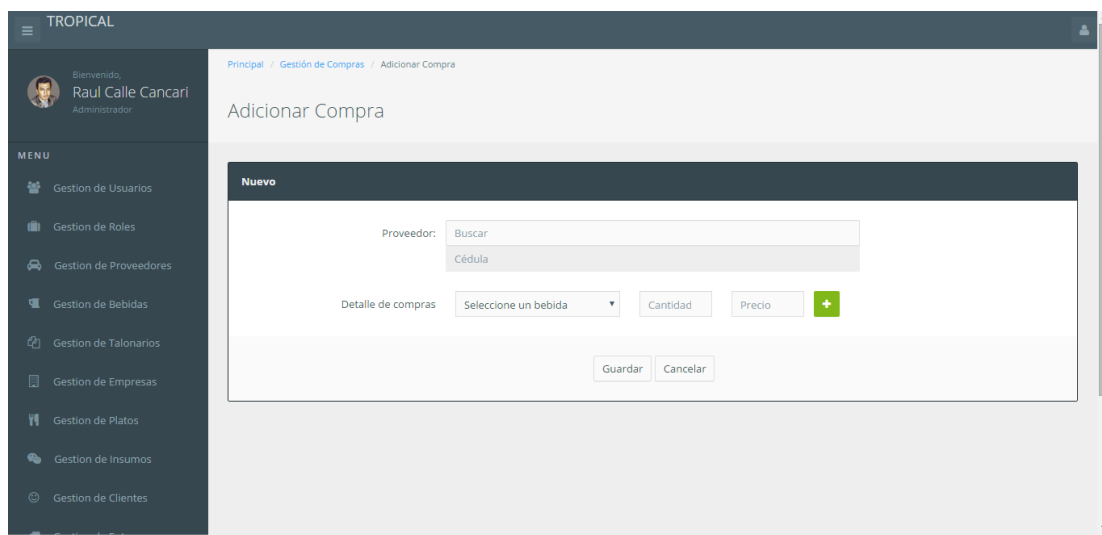 TROPICAL
Bienvenido,
Raul Calle Cancari
Administrador
MENU
Gestion de Usuarios
Gestion de Roles
Gestion de Proveedores
Gestion de Bebidas
Gestion de Talonarios
Gestion de Empresas
Gestion de Platos
Gestion de Insumos
Gestion de Clientes
Principal / Gestión de Compras / Adicionar Compra
Adicionar Compra
Nuevo
Proveedor: Buscar
Cédula
Detalle de compras Seleccione un bebida Cantidad Precio +
Guardar Cancelar